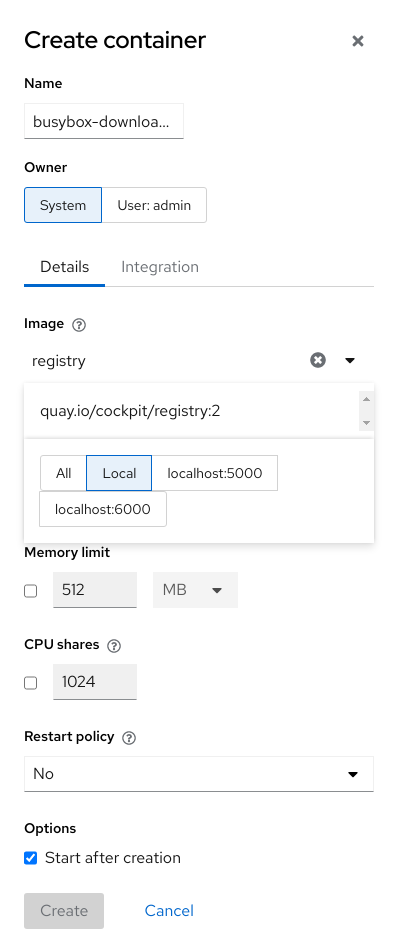 Create container
Name
busybox-downloa...
Owner
System User: admin
Details Integration
Image
registry
quay.io/cockpit/registry:2
All Local localhost:5000
localhost:6000
Memory limit
512 MB
CPU shares
1024
Restart policy
No
Options
Start after creation
Create Cancel